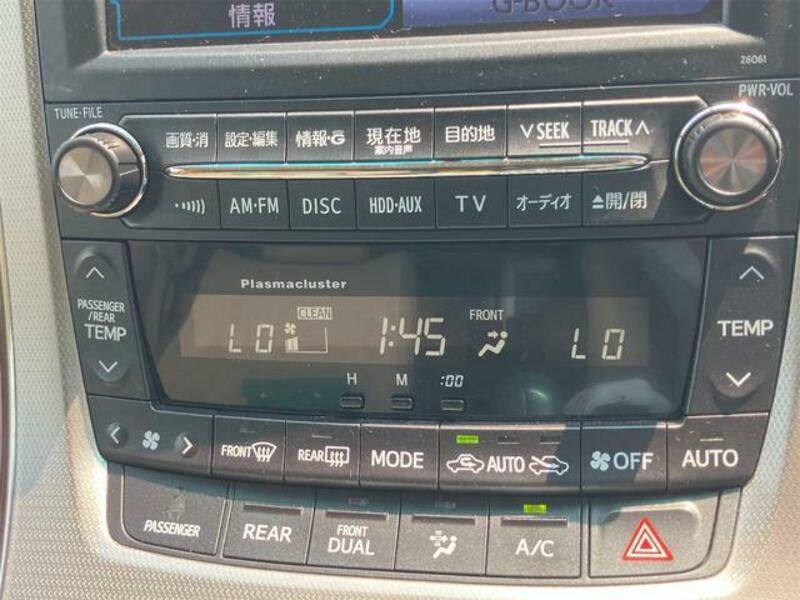 情報
G-BOOK
26061
TUNE·FILE
PWR·VOL
画質·消
設定·編集
情報·G
現在地
案内音声
目的地
∨ SEEK
TRACK ∧
AM·FM
DISC
HDD·AUX
TV
オーディオ
⏏開/閉
Plasmacluster
PASSENGER
/REAR
TEMP
CLEAN
LO
1:45
FRONT
LO
TEMP
H
M
:00
FRONT
REAR
MODE
AUTO
OFF
AUTO
PASSENGER
REAR
FRONT
DUAL
A/C